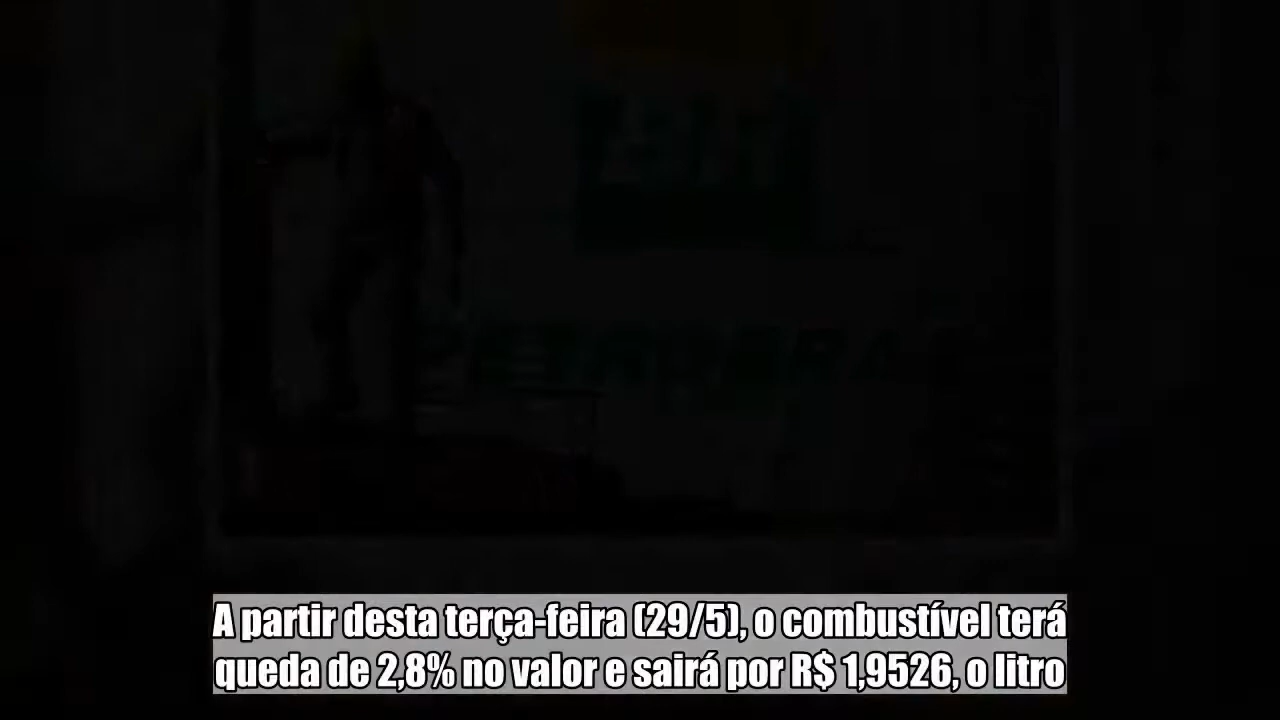 A partir desta terça-feira (29/5), o combustível terá
queda de 2,8% no valor e sairá por R$ 1,9526, o litro